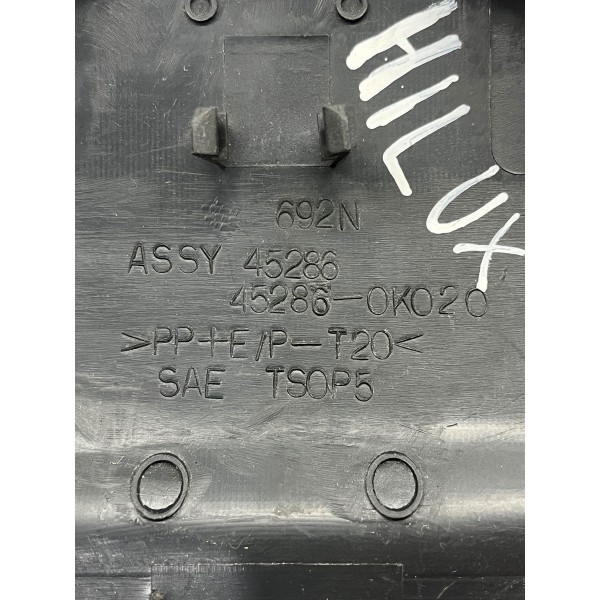 HILUX
692N
ASSY 45286
45286-0K020
>PP+E/P-T20<
SAE TSOP5